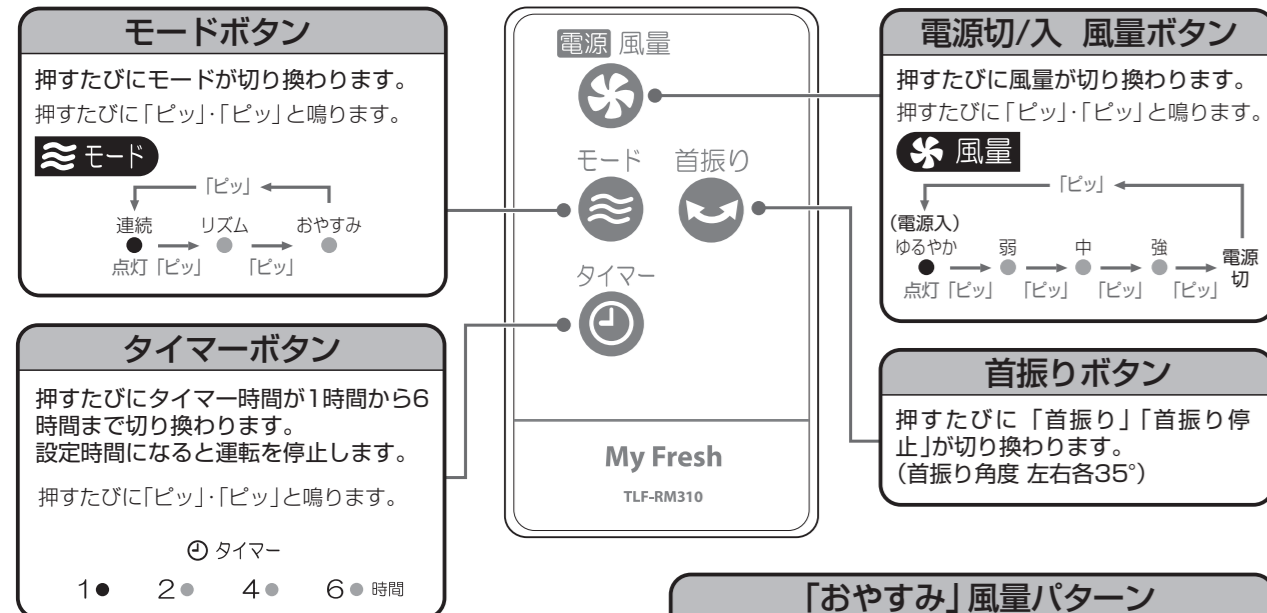 モードボタン
押すたびにモードが切り換わります。
押すたびに「ピッ」・「ピッ」と鳴ります。
モード
「ピッ」
連続 リズム おやすみ
点灯「ピッ」 「ピッ」
タイマーボタン
押すたびにタイマー時間が1時間から6
時間まで切り換わります。
設定時間になると運転を停止します。
押すたびに「ピッ」・「ピッ」と鳴ります。
タイマー
1 2 4 6 時間
電源 風量
モード 首振り
タイマー
My Fresh
TLF-RM310
電源切/入 風量ボタン
押すたびに風量が切り換わります。
押すたびに「ピッ」・「ピッ」と鳴ります。
風量
「ピッ」
(電源入)
ゆるやか 弱 中 強 電源
切
点灯「ピッ」 「ピッ」 「ピッ」 「ピッ」
首振りボタン
押すたびに「首振り」「首振り停
止」が切り換わります。
(首振り角度 左右各35°)
「おやすみ」風量パターン